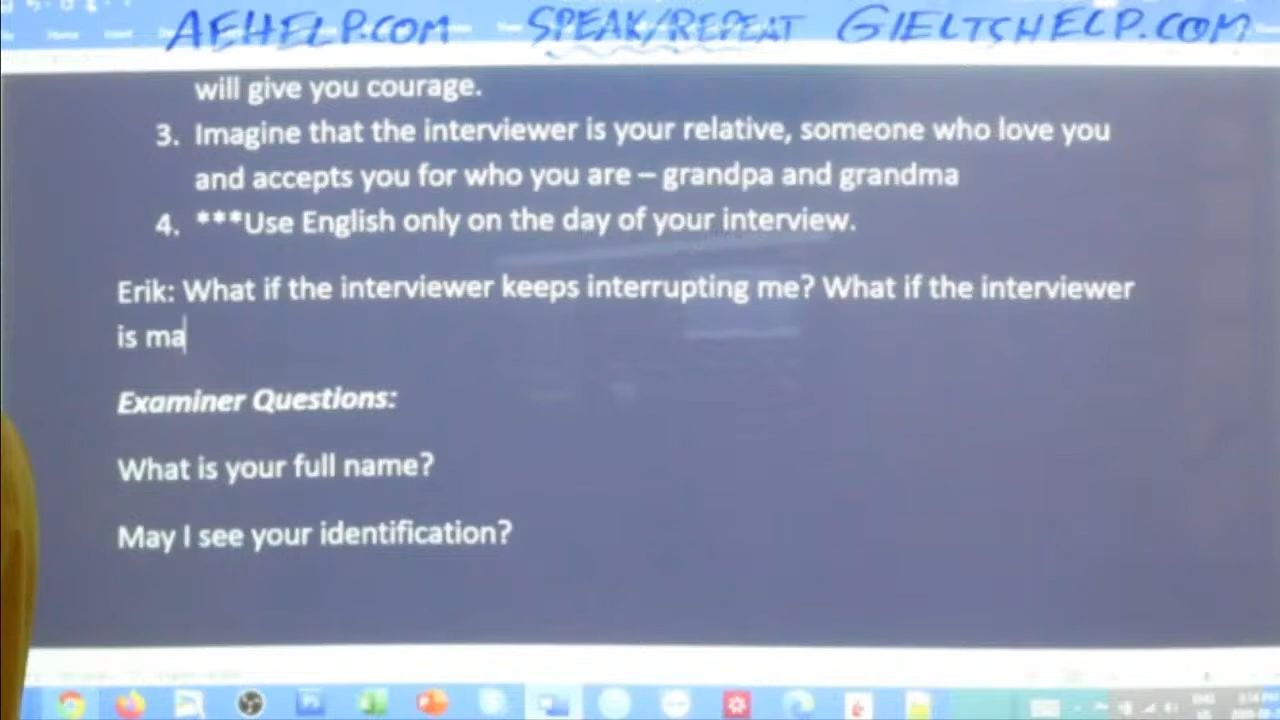 AEHELP.COM SPEAK/REPEAT GIELTSHELP.COM
will give you courage.
3. Imagine that the interviewer is your relative, someone who love you
and accepts you for who you are – grandpa and grandma
4. ***Use English only on the day of your interview.
Erik: What if the interviewer keeps interrupting me? What if the interviewer
is ma
Examiner Questions:
What is your full name?
May I see your identification?